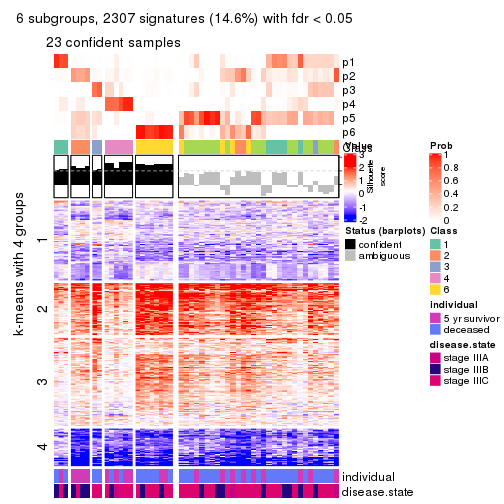 6 subgroups, 2307 signatures (14.6%) with fdr < 0.05
23 confident samples
p1
p2
p3
p4
p5
p6
Class
Value
3
2
0
-2
Silhouette
score
Prob
1
0.8
0.6
0.4
0.2
0
Status (barplots)
confident
ambiguous
Class
1
2
3
4
6
individual
5 yr survivor
deceased
disease.state
stage IIIA
stage IIIB
stage IIIC
k-means with 4 groups
1
2
3
4
individual
disease.state